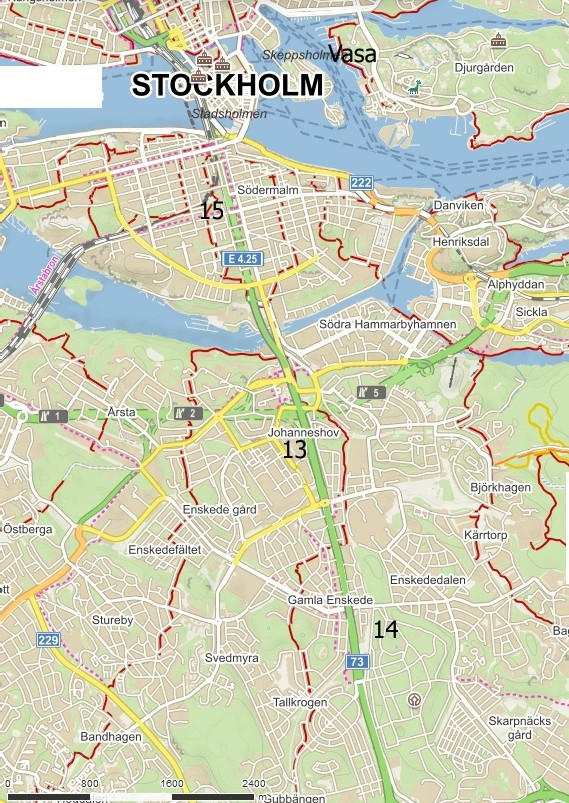 Skeppsholm
Vasa
Djurgården
STOCKHOLM
Stadsholmen
222
Södermalm
15
Danviken
Henriksdal
E 4.25
Årstabron
Alphyddan
Sickla
Södra Hammarbyhamnen
5
1
Årsta
2
Johanneshov
13
Björkhagen
Enskede gård
Östberga
Kärrtorp
Enskedefältet
Enskededalen
Gamla Enskede
Stureby
14
229
Svedmyra
73
Tallkrogen
Skarpnäcks
gård
Bandhagen
0 800 1600 2400
m
Gubbängen